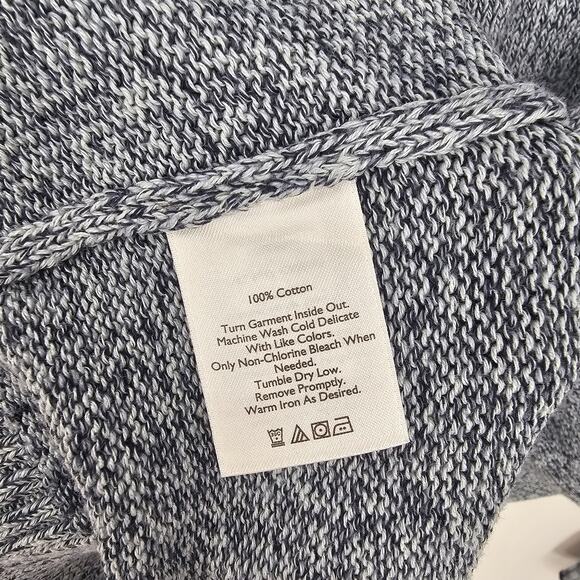 100% Cotton
Turn Garment Inside Out.
Machine Wash Cold Delicate
With Like Colors.
Only Non-Chlorine Bleach When
Needed.
Tumble Dry Low.
Remove Promptly.
Warm Iron As Desired.